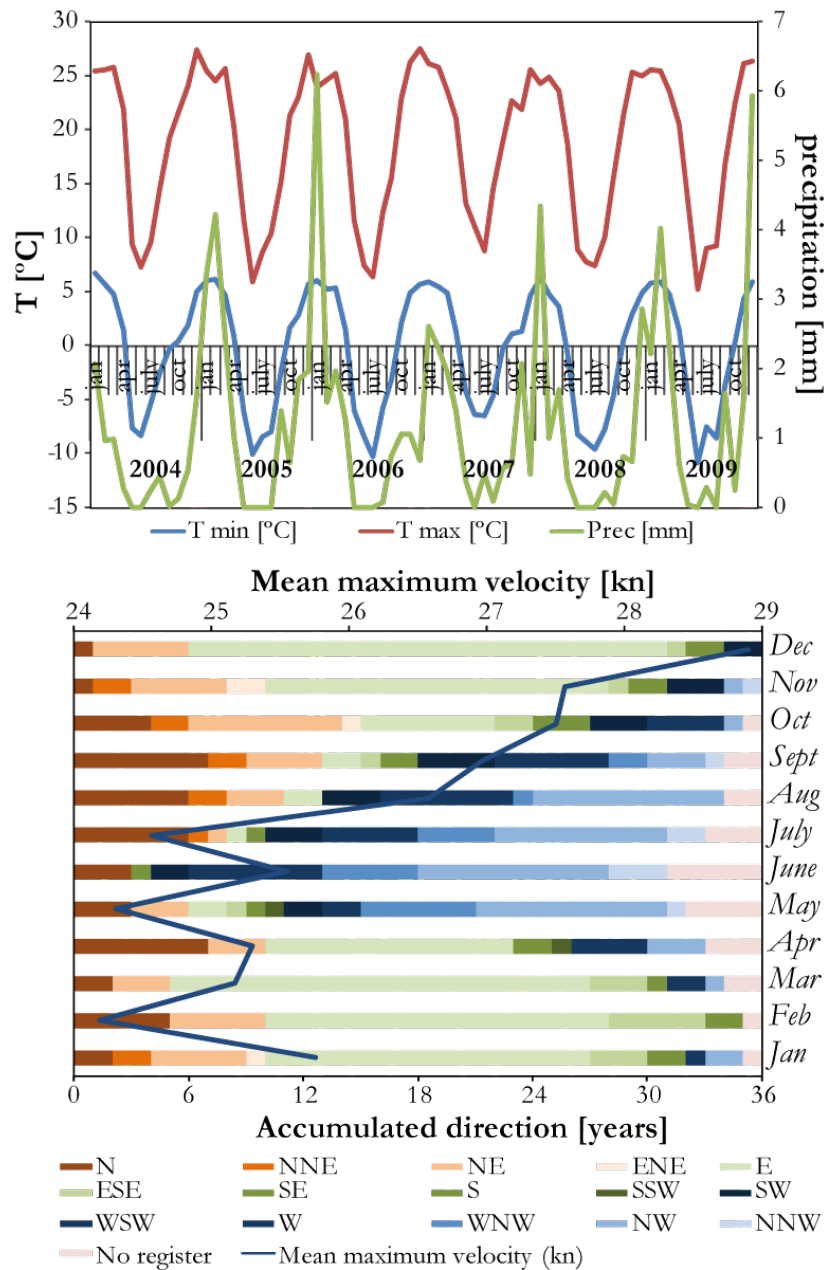 30
25
20
15
10
5
0
-5
-10
-15
T [ºC]
7
6
5
4
3
2
1
0
precipitation [mm]
jan apr july oct jan apr july oct jan apr july oct jan apr july oct jan apr july oct jan apr july oct
2004 2005 2006 2007 2008 2009
T min [ºC] T max [ºC] Prec [mm]
Mean maximum velocity [kn]
24 25 26 27 28 29
Dec
Nov
Oct
Sept
Aug
July
June
May
Apr
Mar
Feb
Jan
0 6 12 18 24 30 36
Accumulated direction [years]
N NNE NE ENE E
ESE SE S SSW SW
WSW W WNW NW NNW
No register Mean maximum velocity (kn)